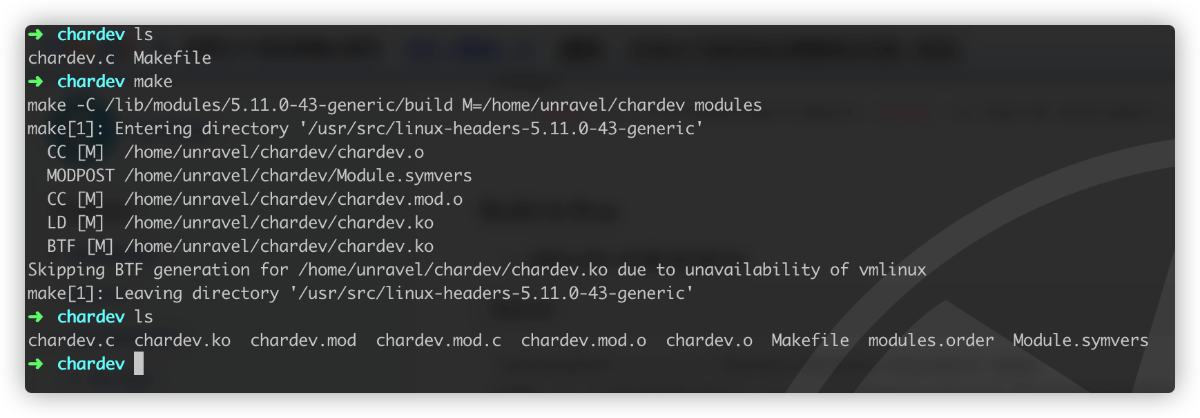 ➜ chardev ls
chardev.c  Makefile
➜ chardev make
make -C /lib/modules/5.11.0-43-generic/build M=/home/unravel/chardev modules
make[1]: Entering directory '/usr/src/linux-headers-5.11.0-43-generic'
  CC [M]  /home/unravel/chardev/chardev.o
  MODPOST /home/unravel/chardev/Module.symvers
  CC [M]  /home/unravel/chardev/chardev.mod.o
  LD [M]  /home/unravel/chardev/chardev.ko
  BTF [M] /home/unravel/chardev/chardev.ko
Skipping BTF generation for /home/unravel/chardev/chardev.ko due to unavailability of vmlinux
make[1]: Leaving directory '/usr/src/linux-headers-5.11.0-43-generic'
➜ chardev ls
chardev.c  chardev.ko  chardev.mod  chardev.mod.c  chardev.mod.o  chardev.o  Makefile  modules.order  Module.symvers
➜ chardev